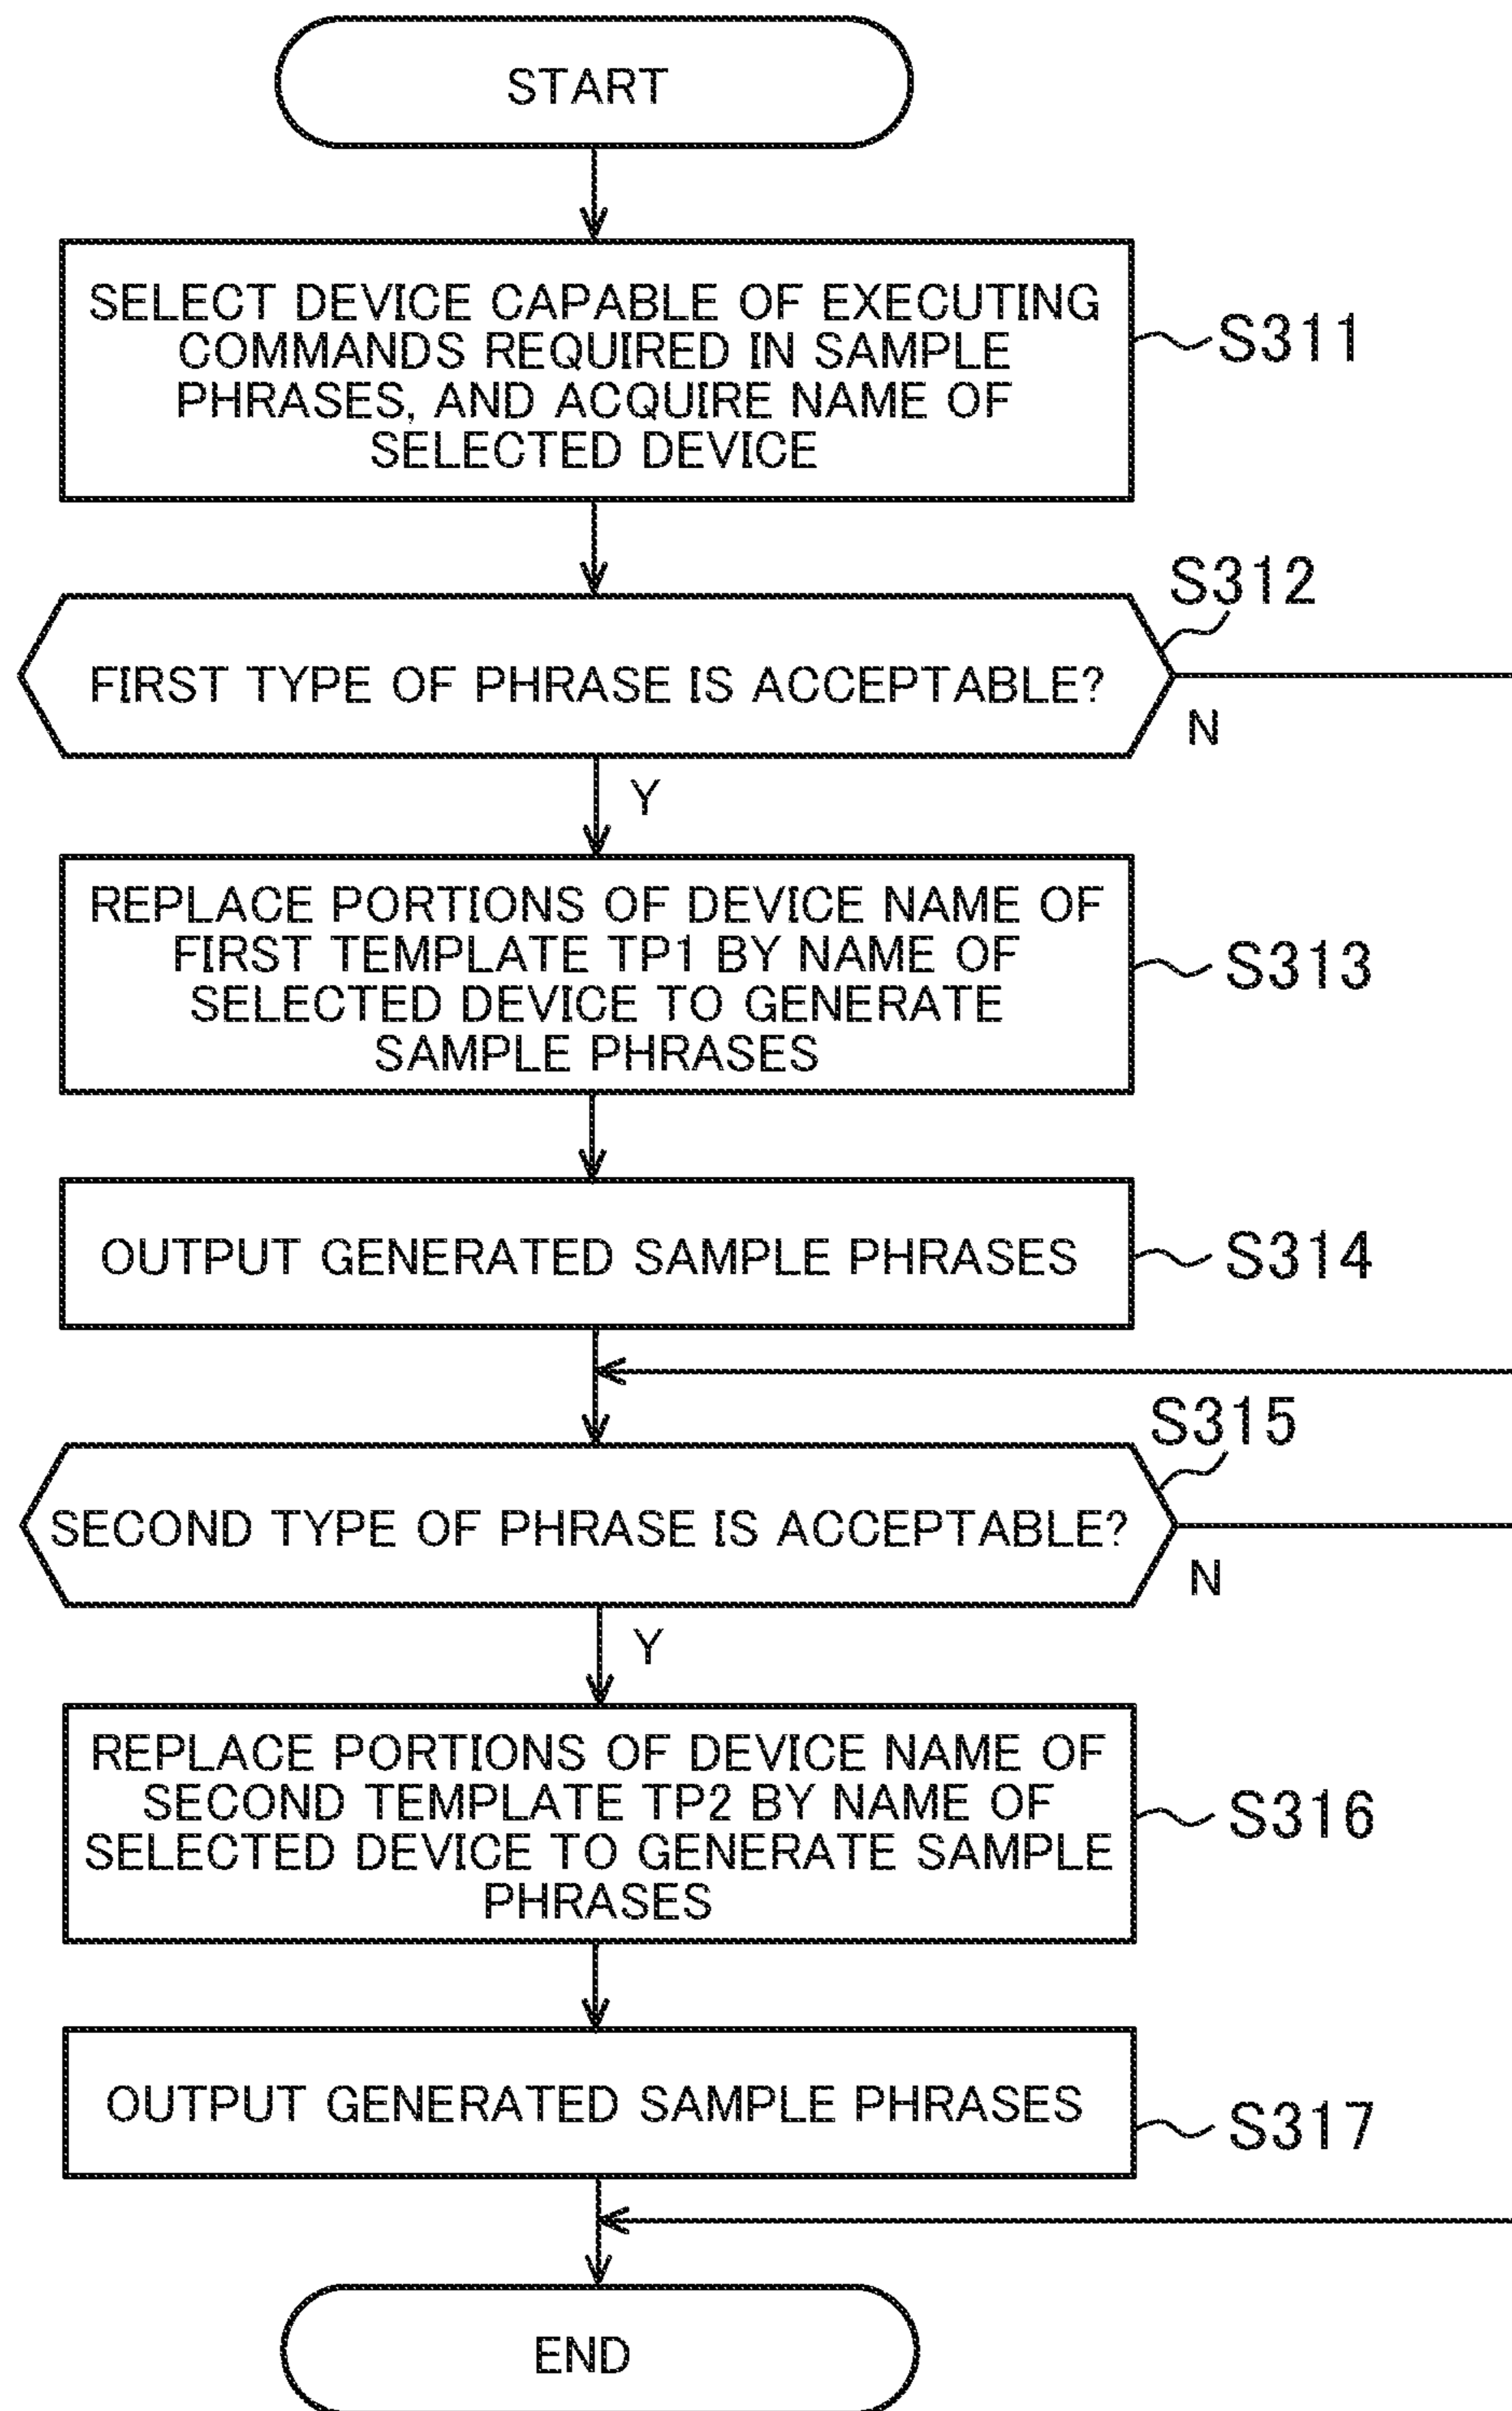 START
SELECT DEVICE CAPABLE OF EXECUTING
COMMANDS REQUIRED IN SAMPLE
PHRASES, AND ACQUIRE NAME OF
SELECTED DEVICE
S311
S312
FIRST TYPE OF PHRASE IS ACCEPTABLE?
N
Y
REPLACE PORTIONS OF DEVICE NAME OF
FIRST TEMPLATE TP1 BY NAME OF
SELECTED DEVICE TO GENERATE
SAMPLE PHRASES
S313
OUTPUT GENERATED SAMPLE PHRASES
S314
S315
SECOND TYPE OF PHRASE IS ACCEPTABLE?
N
Y
REPLACE PORTIONS OF DEVICE NAME OF
SECOND TEMPLATE TP2 BY NAME OF
SELECTED DEVICE TO GENERATE SAMPLE
PHRASES
S316
OUTPUT GENERATED SAMPLE PHRASES
S317
END